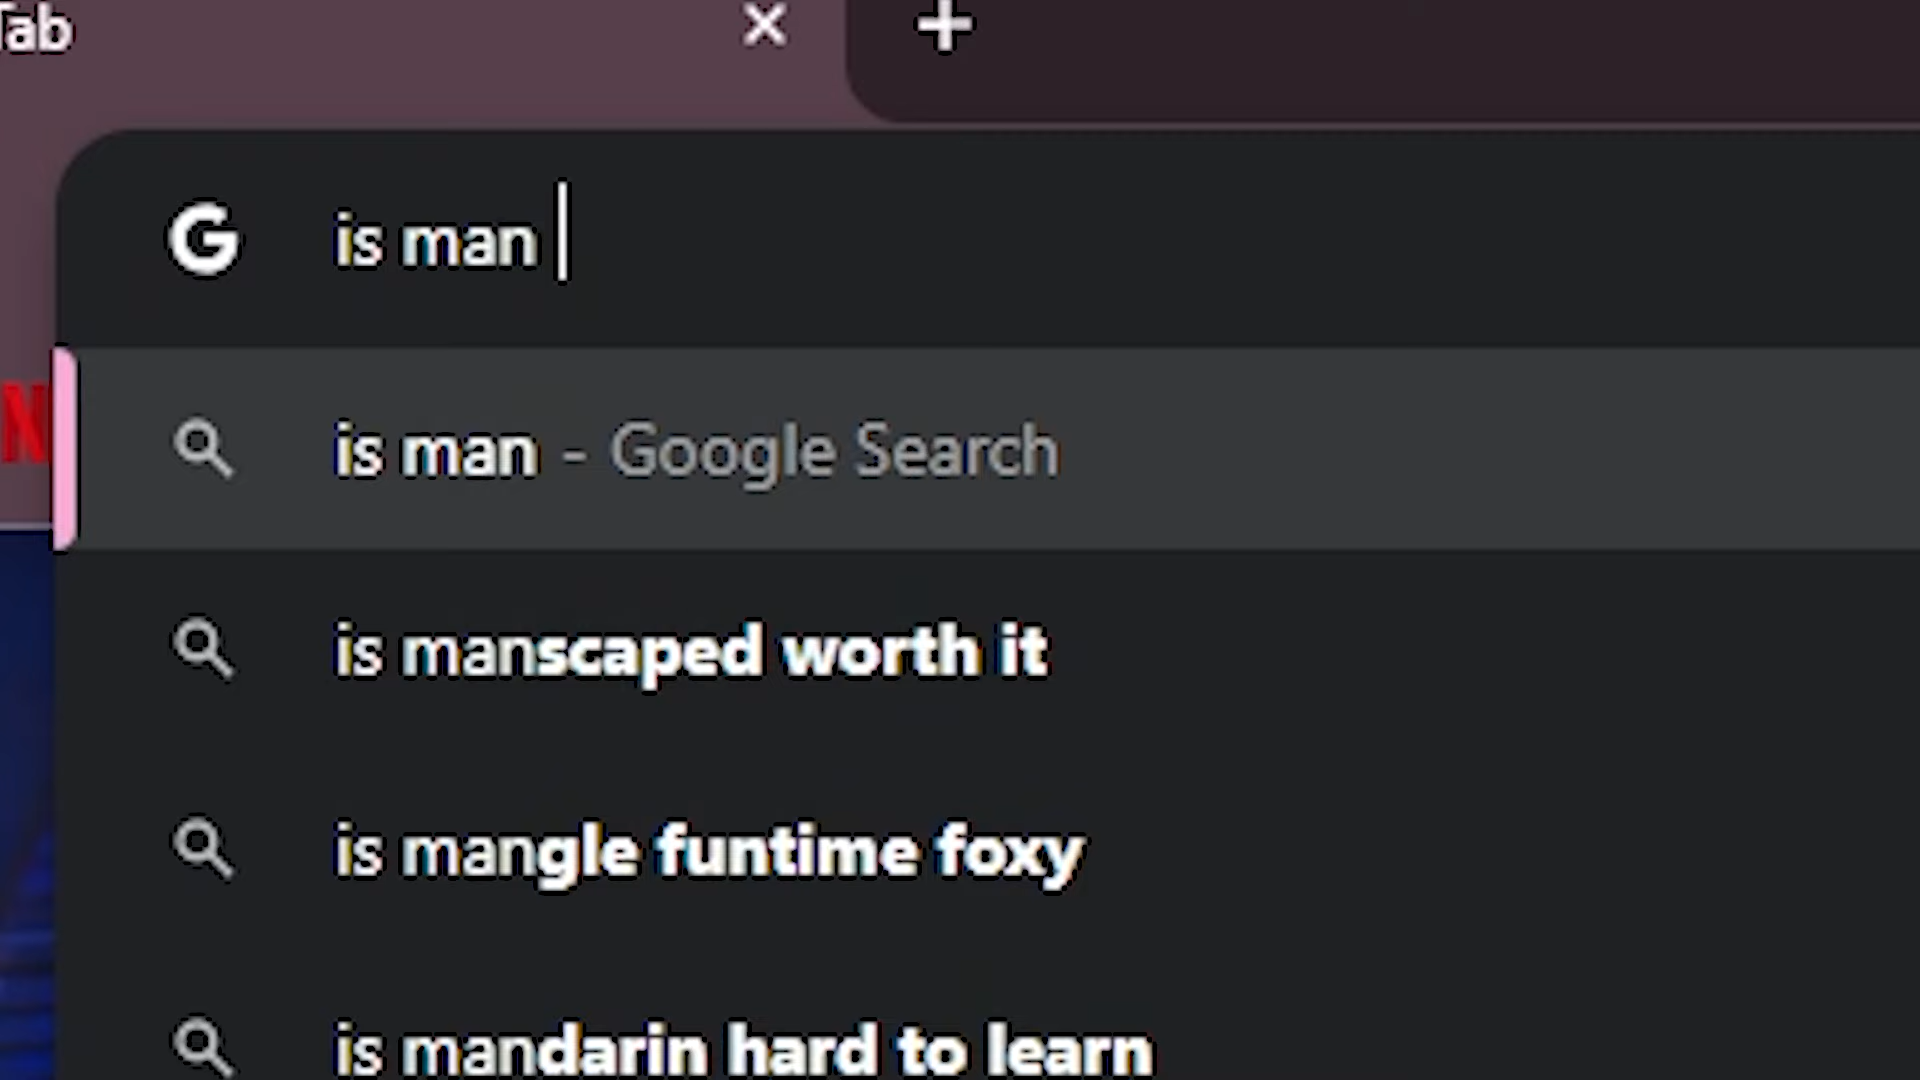 Tab
is man
is man - Google Search
is manscaped worth it
is mangle funtime foxy
is mandarin hard to learn